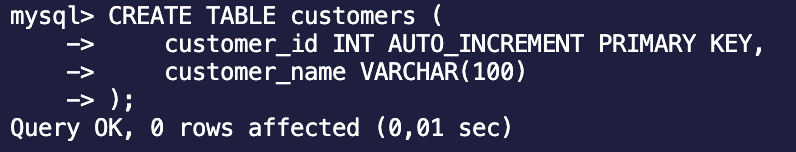 mysql> CREATE TABLE customers (
    ->     customer_id INT AUTO_INCREMENT PRIMARY KEY,
    ->     customer_name VARCHAR(100)
    -> );
Query OK, 0 rows affected (0,01 sec)